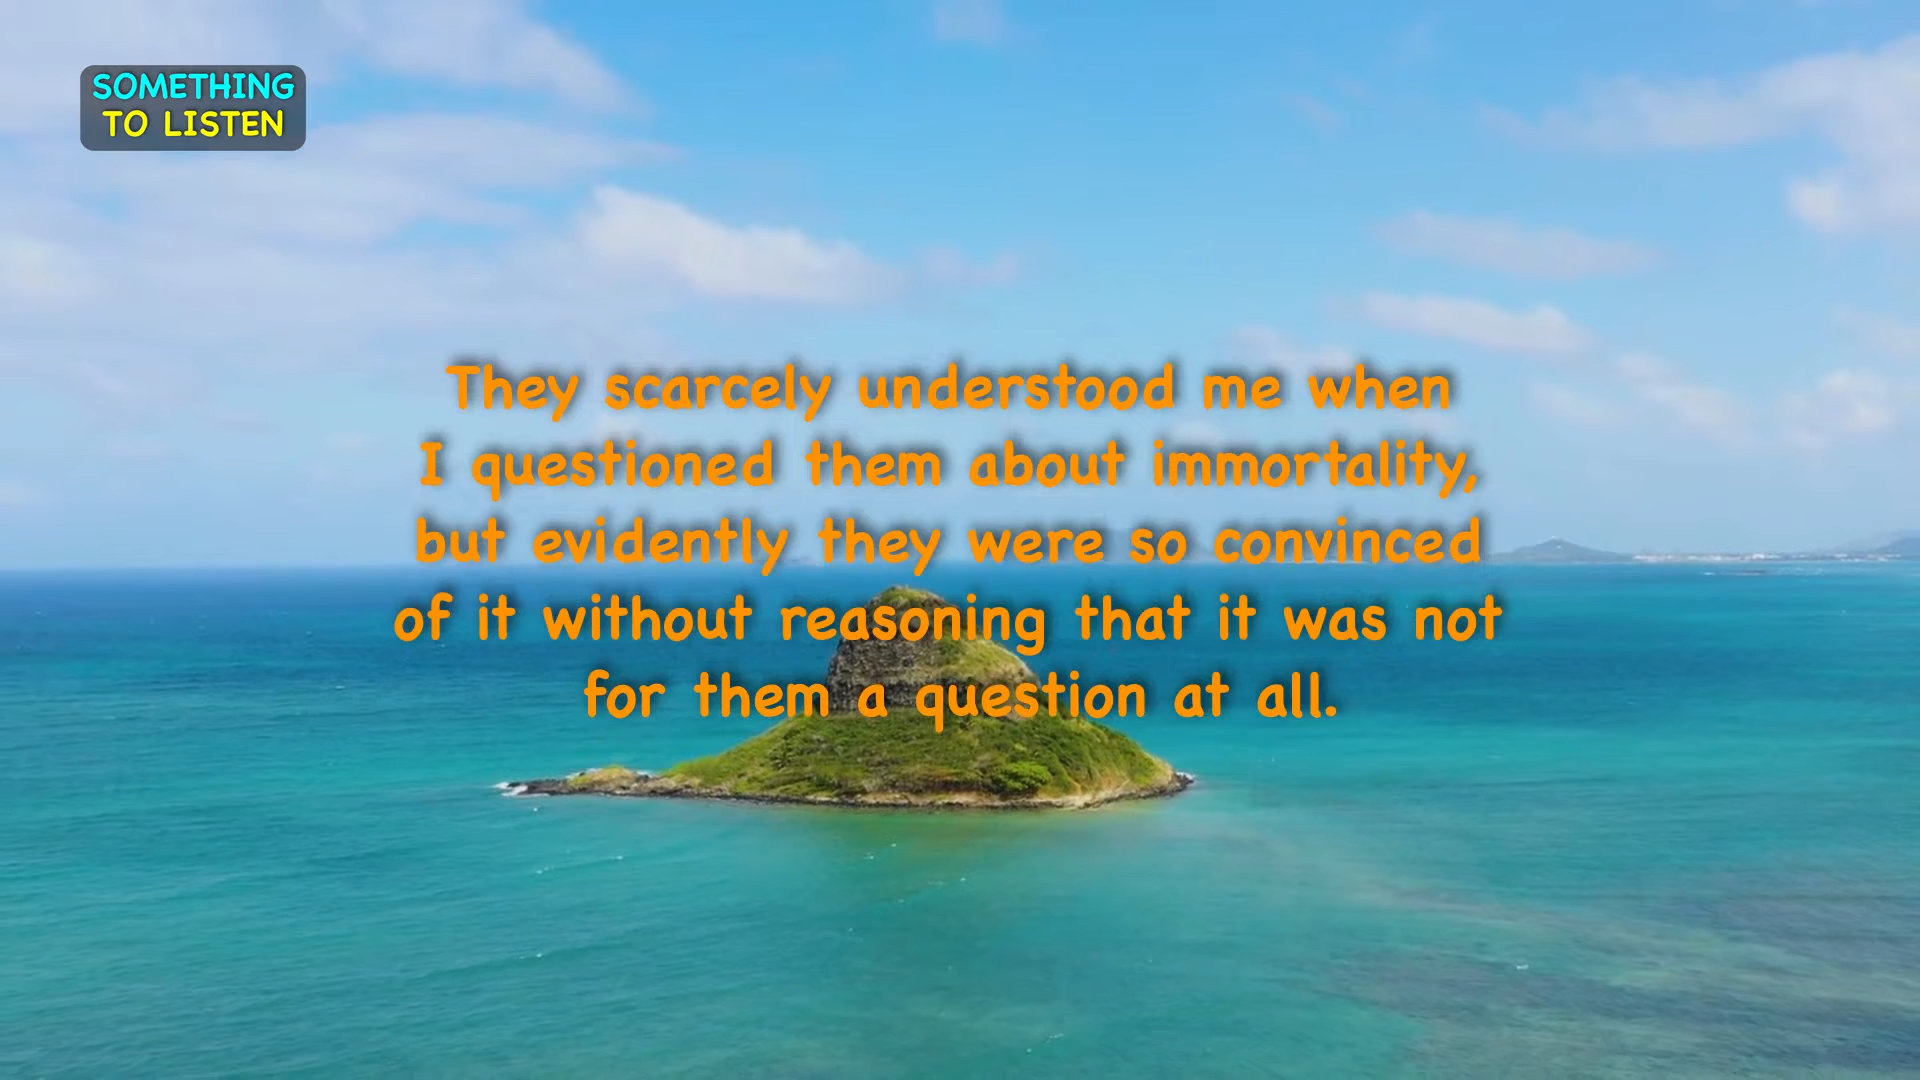 SOMETHING
TO LISTEN
They scarcely understood me when
I questioned them about immortality,
but evidently they were so convinced
of it without reasoning that it was not
for them a question at all.